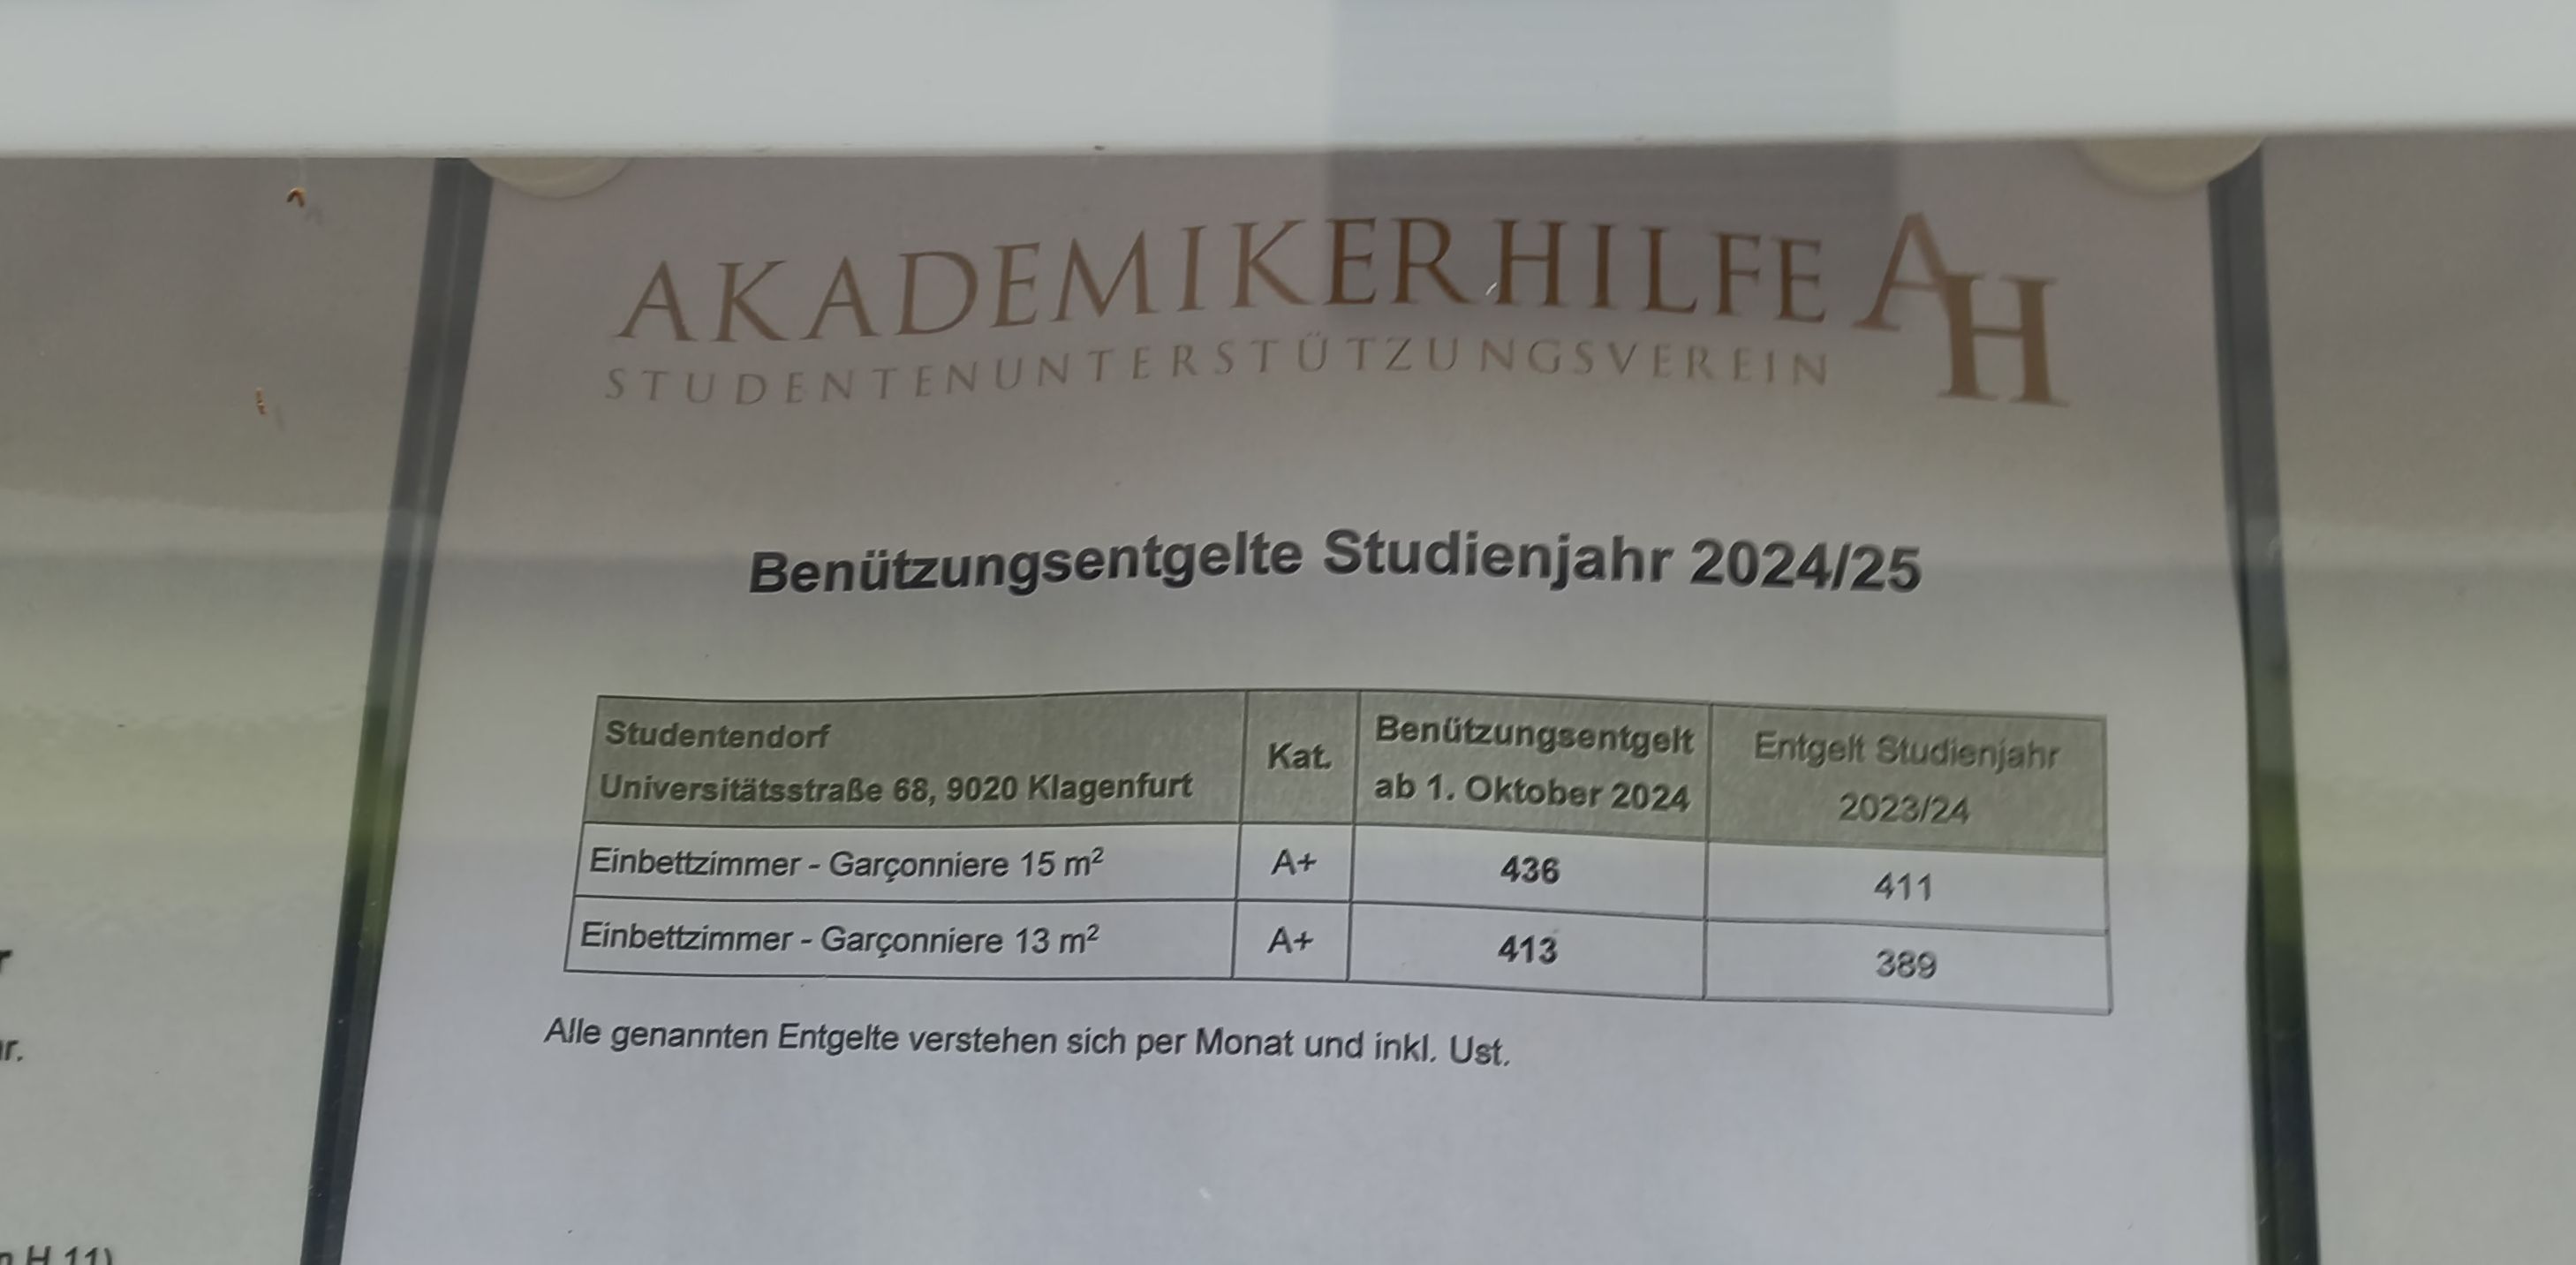 AKADEMIKERHILFE AH
STUDENTENUNTERSTÜTZUNGSVEREIN
Benützungsentgelte Studienjahr 2024/25
Studentendorf
Universitätsstraße 68, 9020 Klagenfurt
Kat.
Benützungsentgelt
ab 1. Oktober 2024
Entgelt Studienjahr
2023/24
Einbettzimmer - Garçonniere 15 m² A+ 436 411
Einbettzimmer - Garçonniere 13 m² A+ 413 389
Alle genannten Entgelte verstehen sich per Monat und inkl. Ust.
H 11)